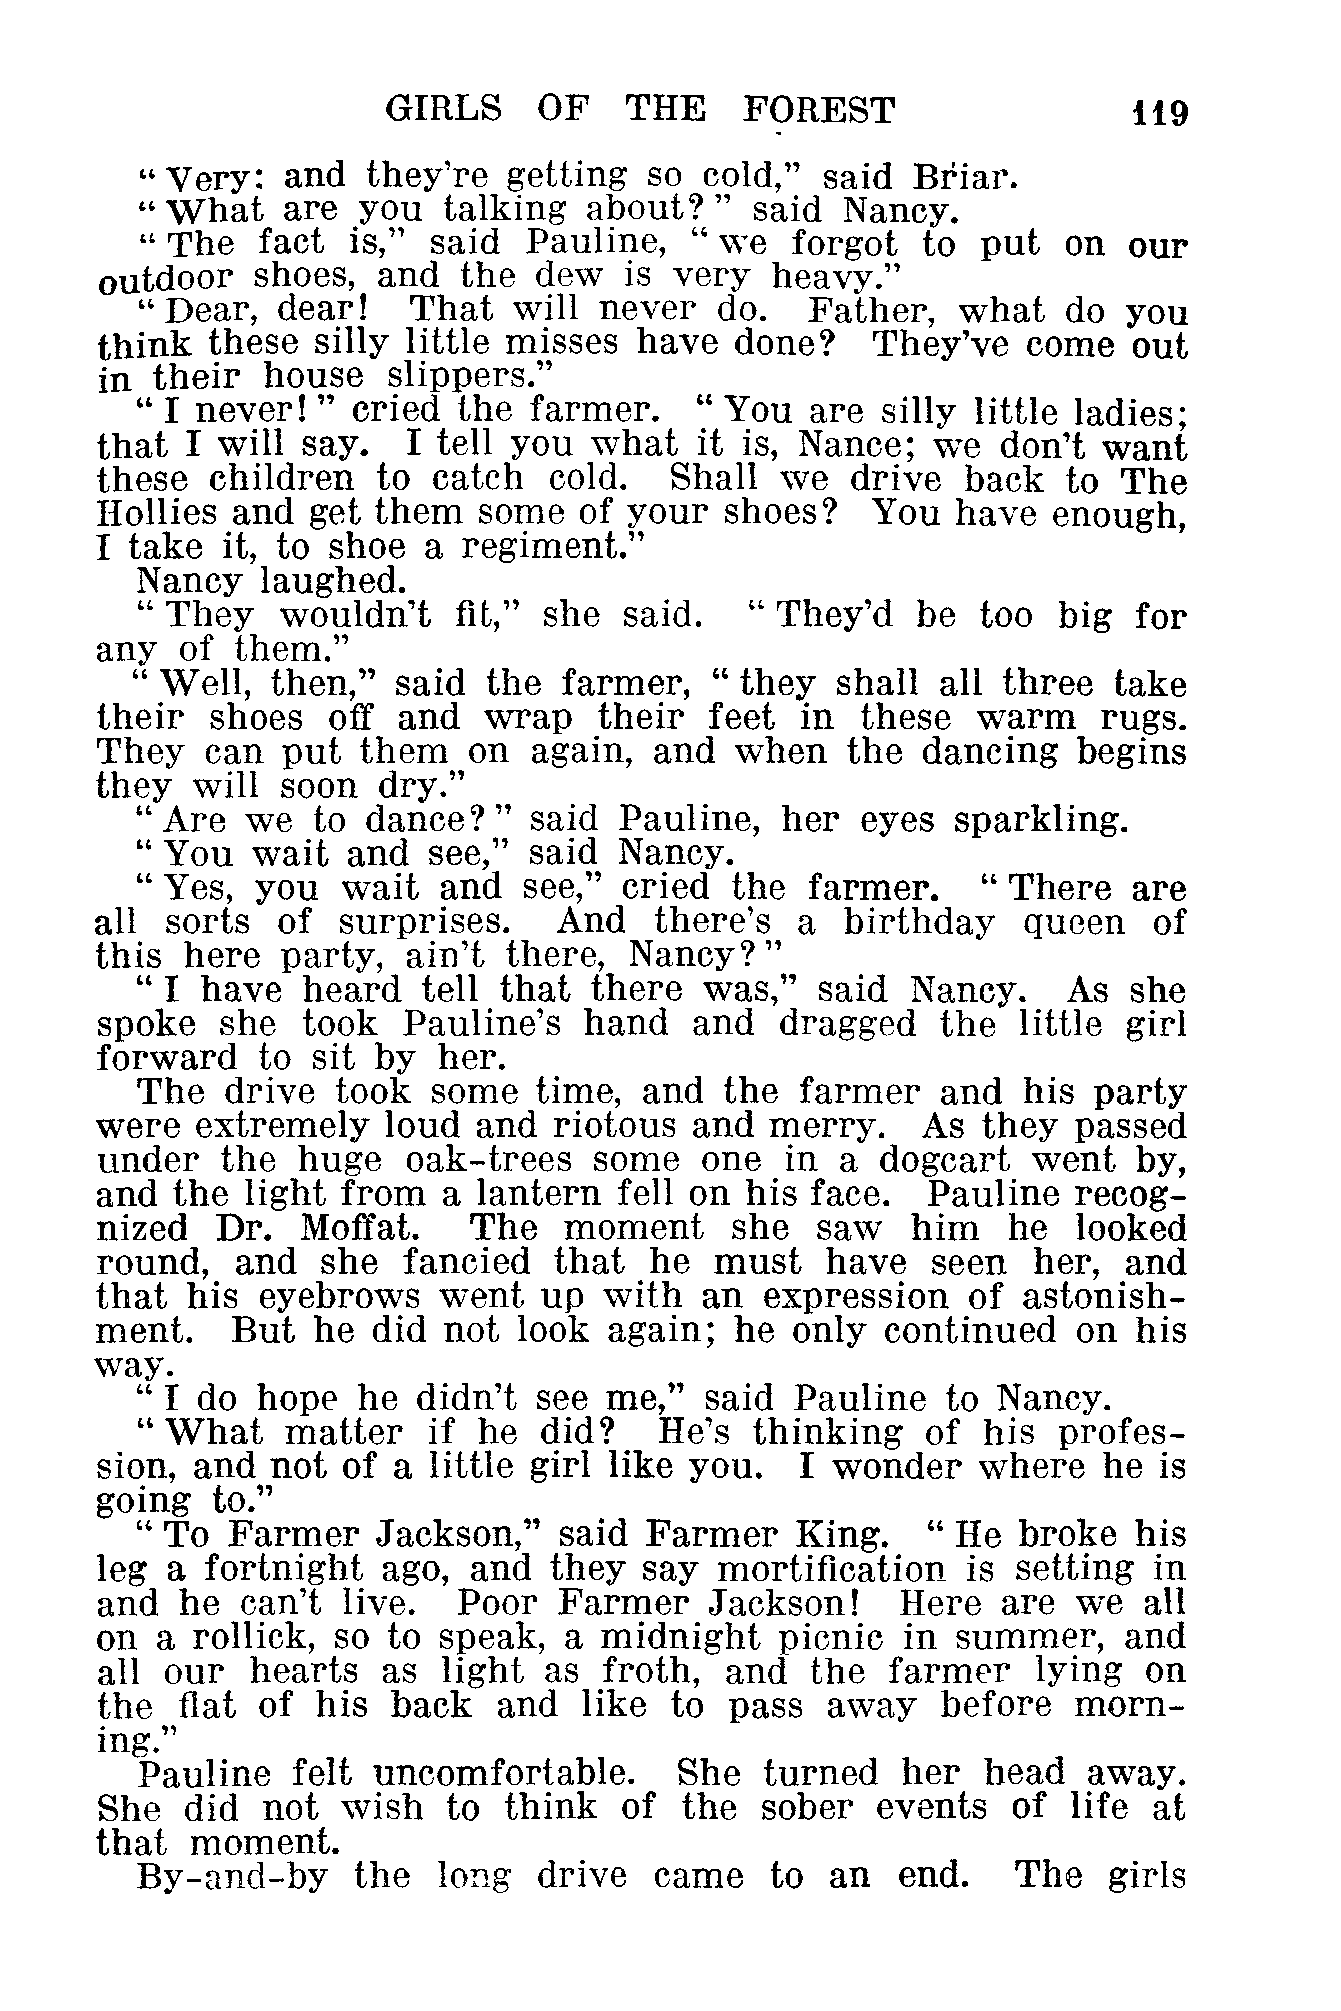 GIRLS OF THE FOREST 119
“Very: and they’re getting so cold,” said Briar.
“What are you talking about?” said Nancy.
“The fact is,” said Pauline, “we forgot to put on our
outdoor shoes, and the dew is very heavy.”
“Dear, dear! That will never do. Father, what do you
think these silly little misses have done? They’ve come out
in their house slippers.”
“I never!” cried the farmer. “You are silly little ladies;
that I will say. I tell you what it is, Nance; we don’t want
these children to catch cold. Shall we drive back to The
Hollies and get them some of your shoes? You have enough,
I take it, to shoe a regiment.”
Nancy laughed.
“They wouldn’t fit,” she said. “They’d be too big for
any of them.”
“Well, then,” said the farmer, “they shall all three take
their shoes off and wrap their feet in these warm rugs.
They can put them on again, and when the dancing begins
they will soon dry.”
“Are we to dance?” said Pauline, her eyes sparkling.
“You wait and see,” said Nancy.
“Yes, you wait and see,” cried the farmer. “There are
all sorts of surprises. And there’s a birthday queen of
this here party, ain’t there, Nancy?”
“I have heard tell that there was,” said Nancy. As she
spoke she took Pauline’s hand and dragged the little girl
forward to sit by her.
The drive took some time, and the farmer and his party
were extremely loud and riotous and merry. As they passed
under the huge oak-trees some one in a dogcart went by,
and the light from a lantern fell on his face. Pauline recog-
nized Dr. Moffat. The moment she saw him he looked
round, and she fancied that he must have seen her, and
that his eyebrows went up with an expression of astonish-
ment. But he did not look again; he only continued on his
way.
“I do hope he didn’t see me,” said Pauline to Nancy.
“What matter if he did? He’s thinking of his profes-
sion, and not of a little girl like you. I wonder where he is
going to.”
“To Farmer Jackson,” said Farmer King. “He broke his
leg a fortnight ago, and they say mortification is setting in
and he can’t live. Poor Farmer Jackson! Here are we all
on a rollick, so to speak, a midnight picnic in summer, and
all our hearts as light as froth, and the farmer lying on
the flat of his back and like to pass away before morn-
ing.”
Pauline felt uncomfortable. She turned her head away.
She did not wish to think of the sober events of life at
that moment.
By-and-by the long drive came to an end. The girls